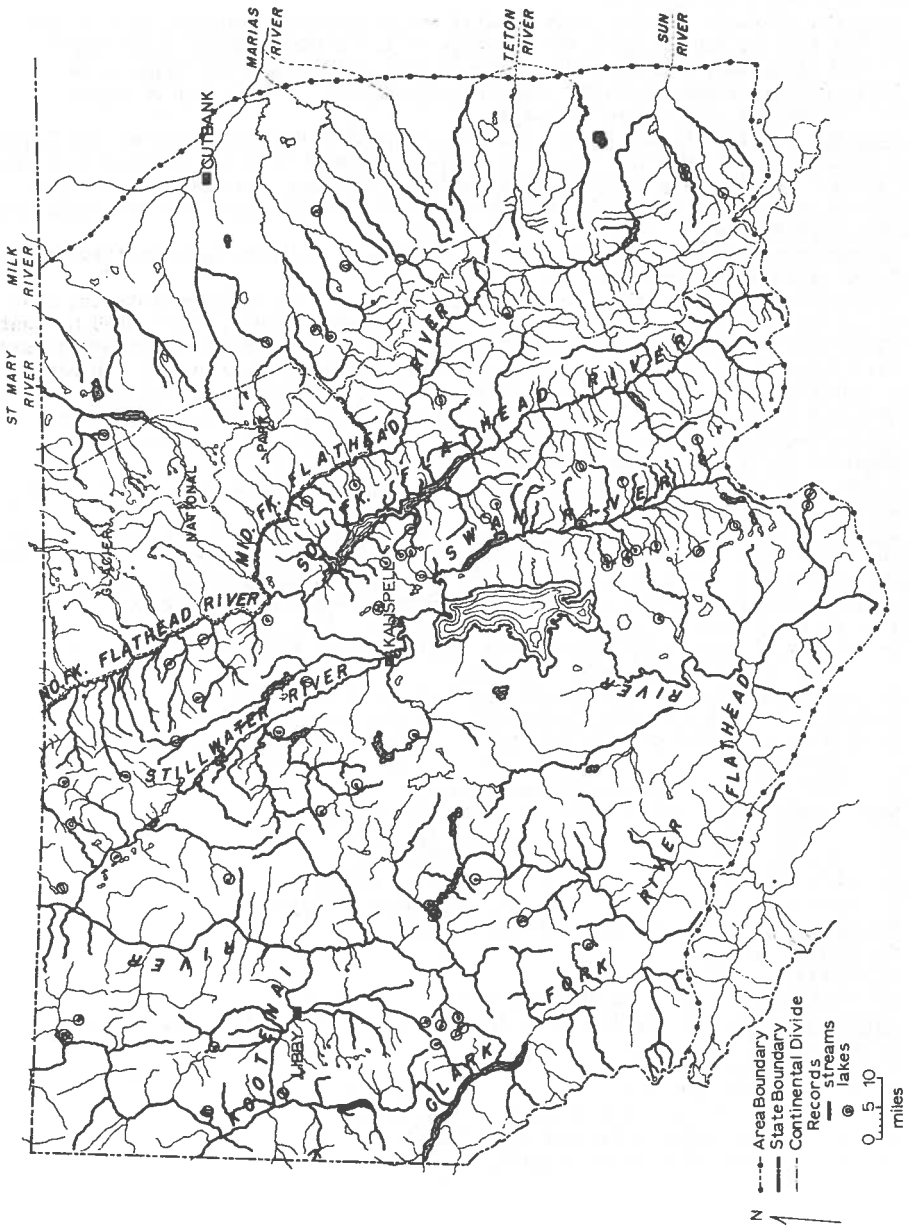 ST MARY RIVER
MILK RIVER
MARIAS RIVER
CUTBANK
TETON RIVER
SUN RIVER
GLACIER
NATIONAL
PARK
NO. FK. FLATHEAD RIVER
MID. FK. FLATHEAD RIVER
SO. FK. FLATHEAD RIVER
SWAN RIVER
STILLWATER RIVER
KALISPELL
FLATHEAD RIVER
KOOTENAI RIVER
LIBBY
CLARK FORK RIVER
N
Area Boundary
State Boundary
Continental Divide
Records
streams
lakes
0 5 10
miles